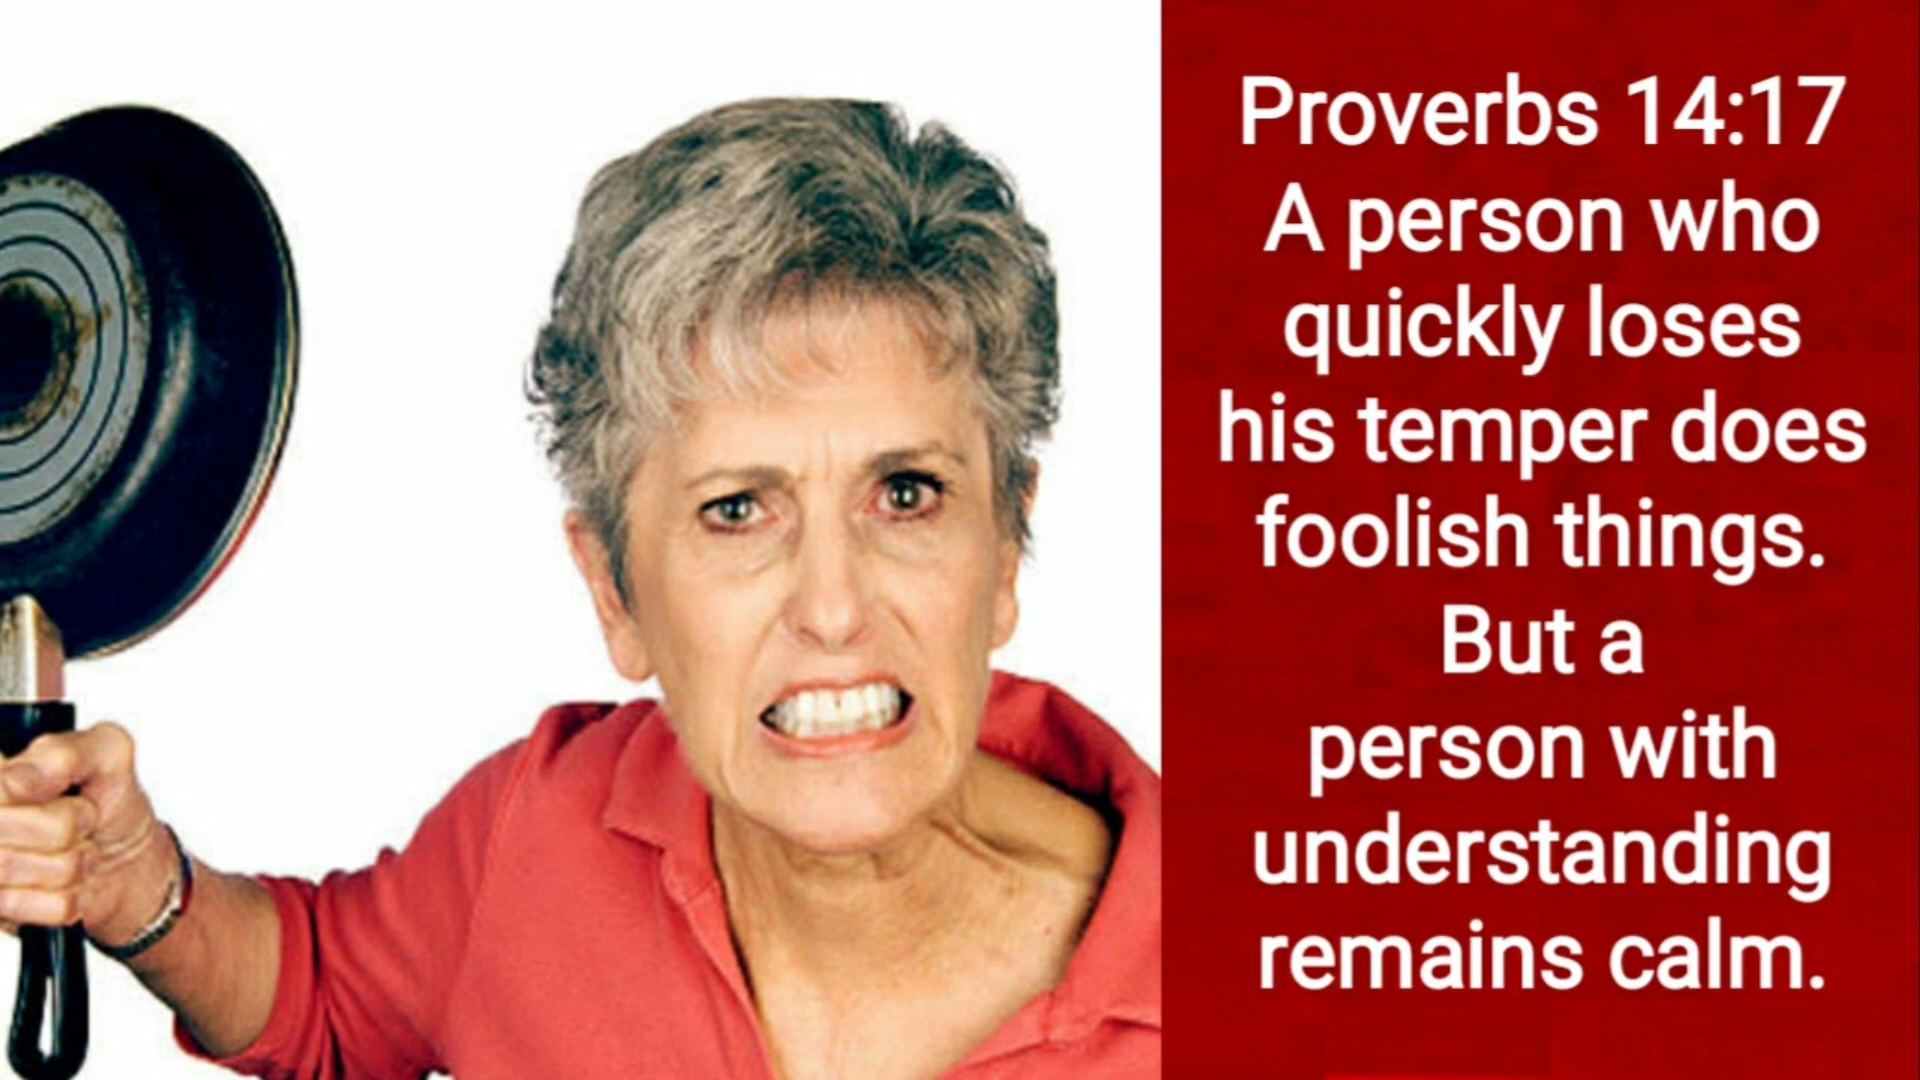 Proverbs 14:17
A person who
quickly loses
his temper does
foolish things.
But a
person with
understanding
remains calm.